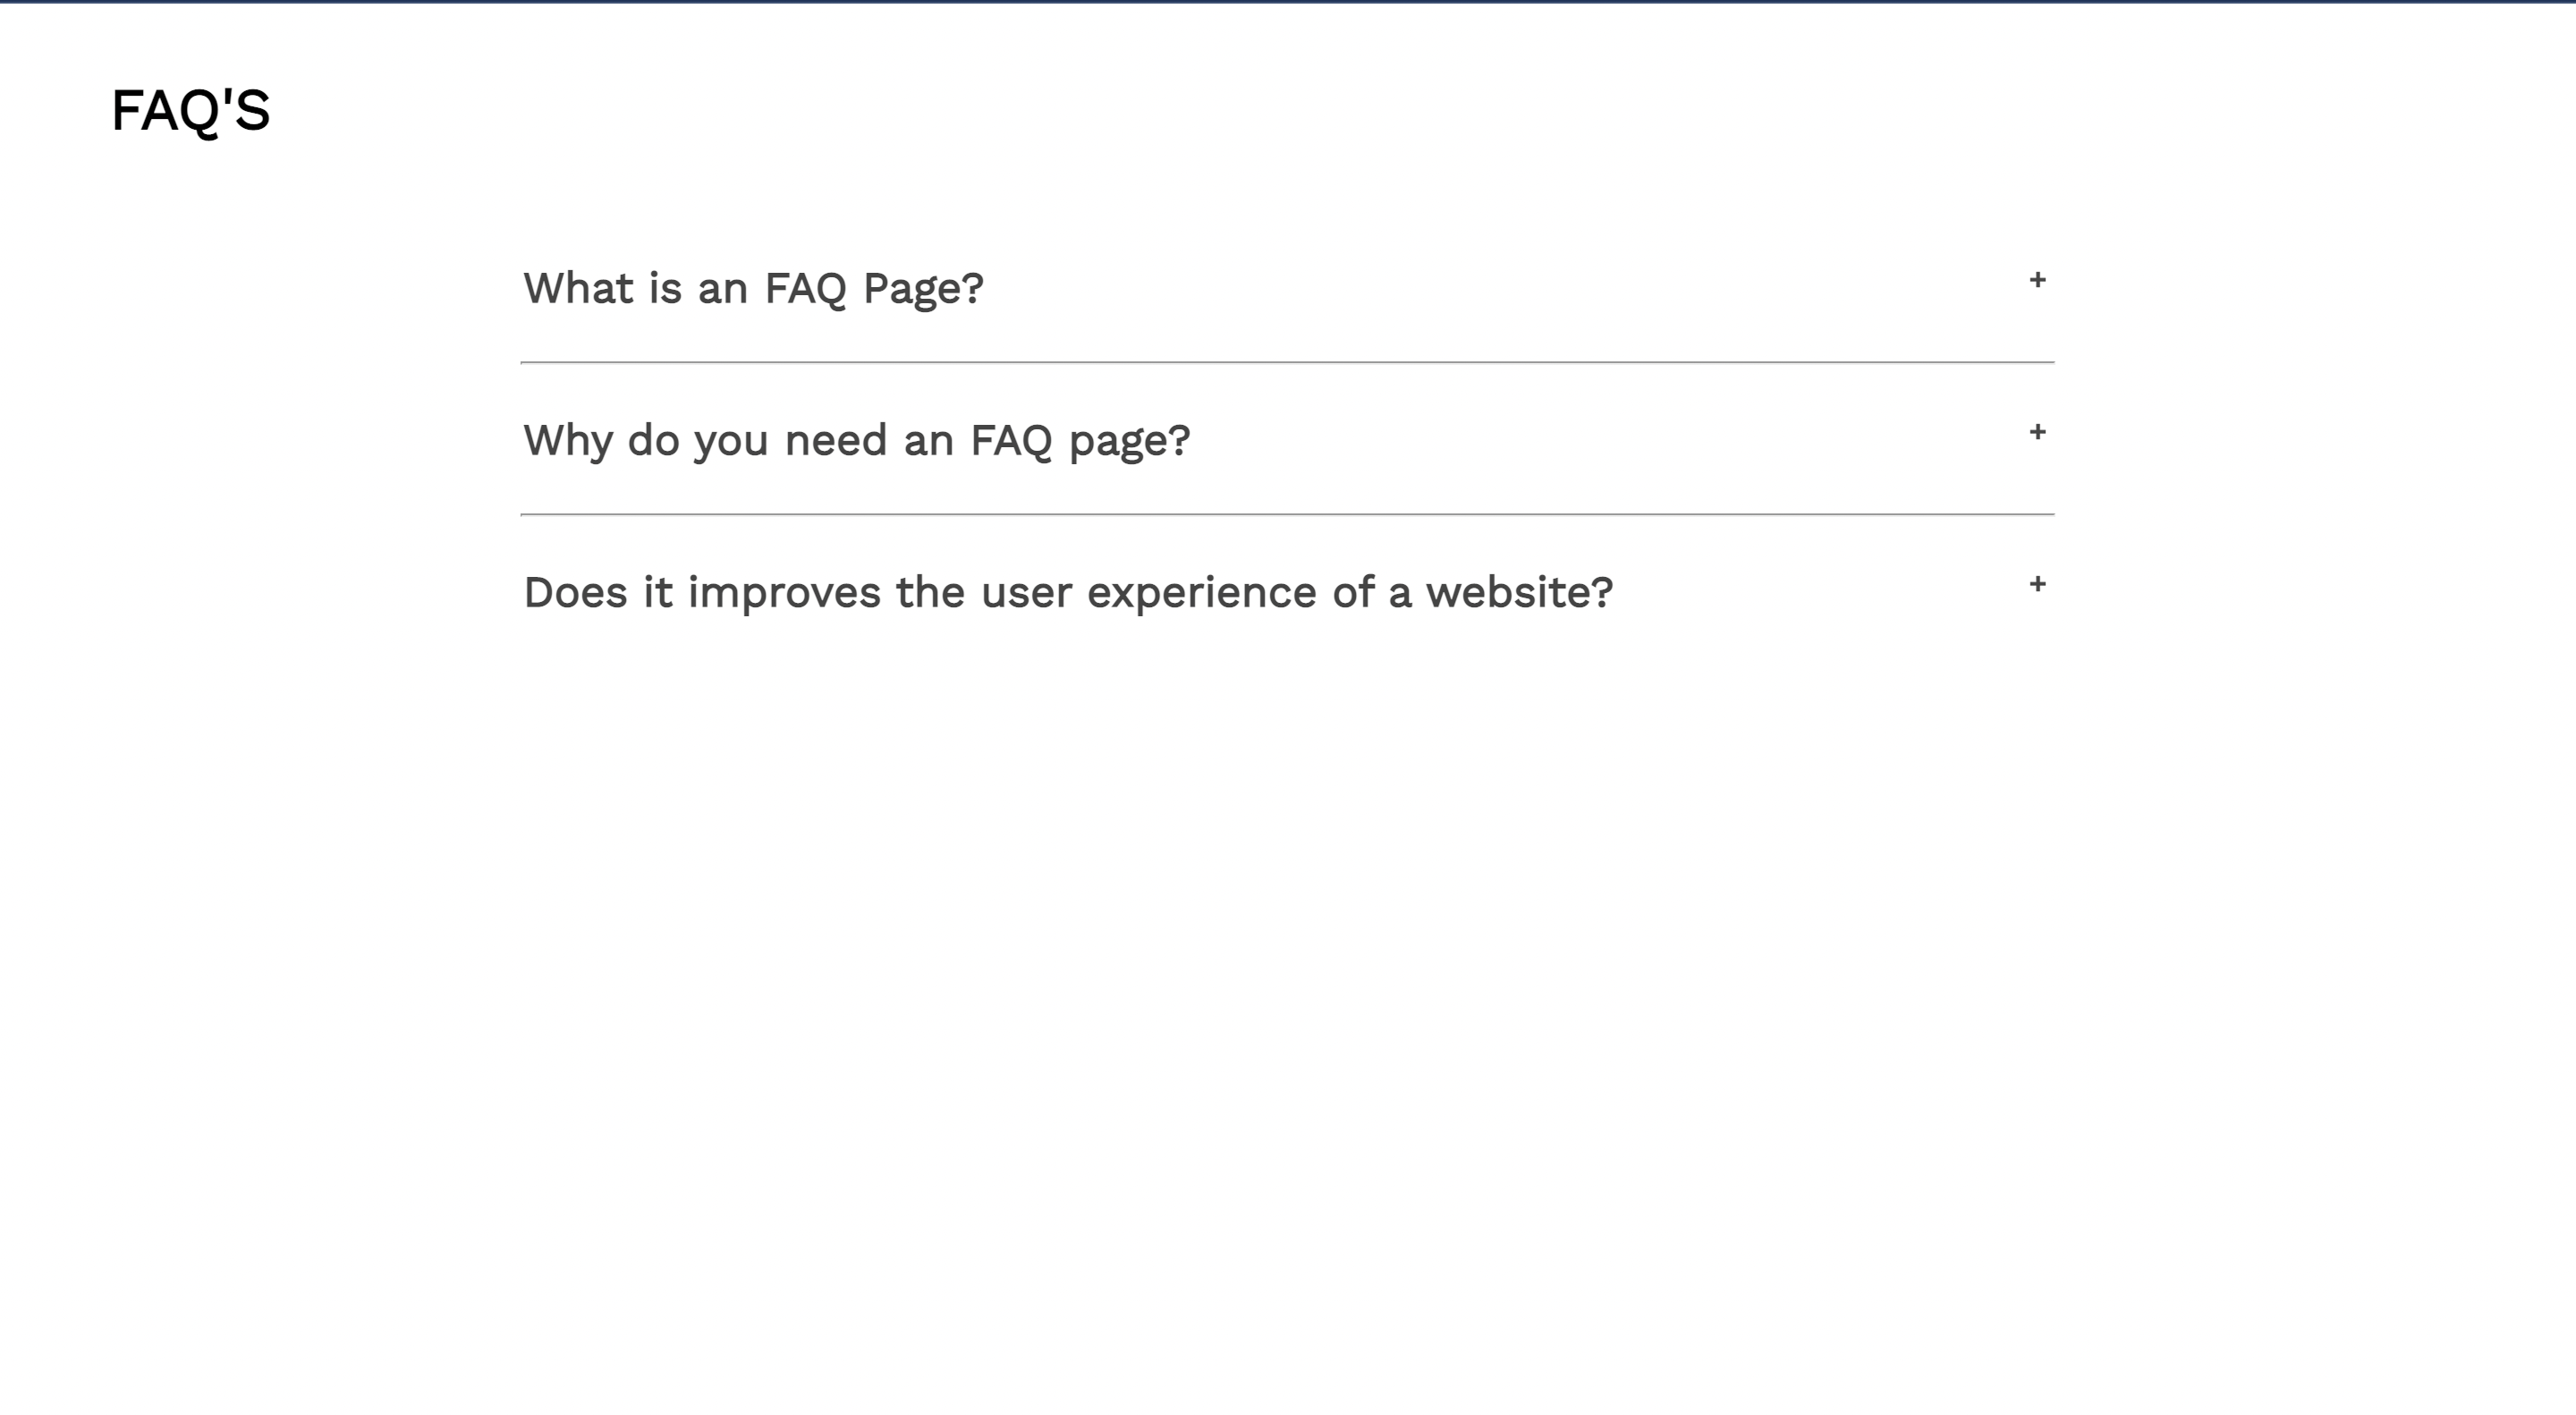 FAQ'S
What is an FAQ Page? +
Why do you need an FAQ page? +
Does it improves the user experience of a website? +